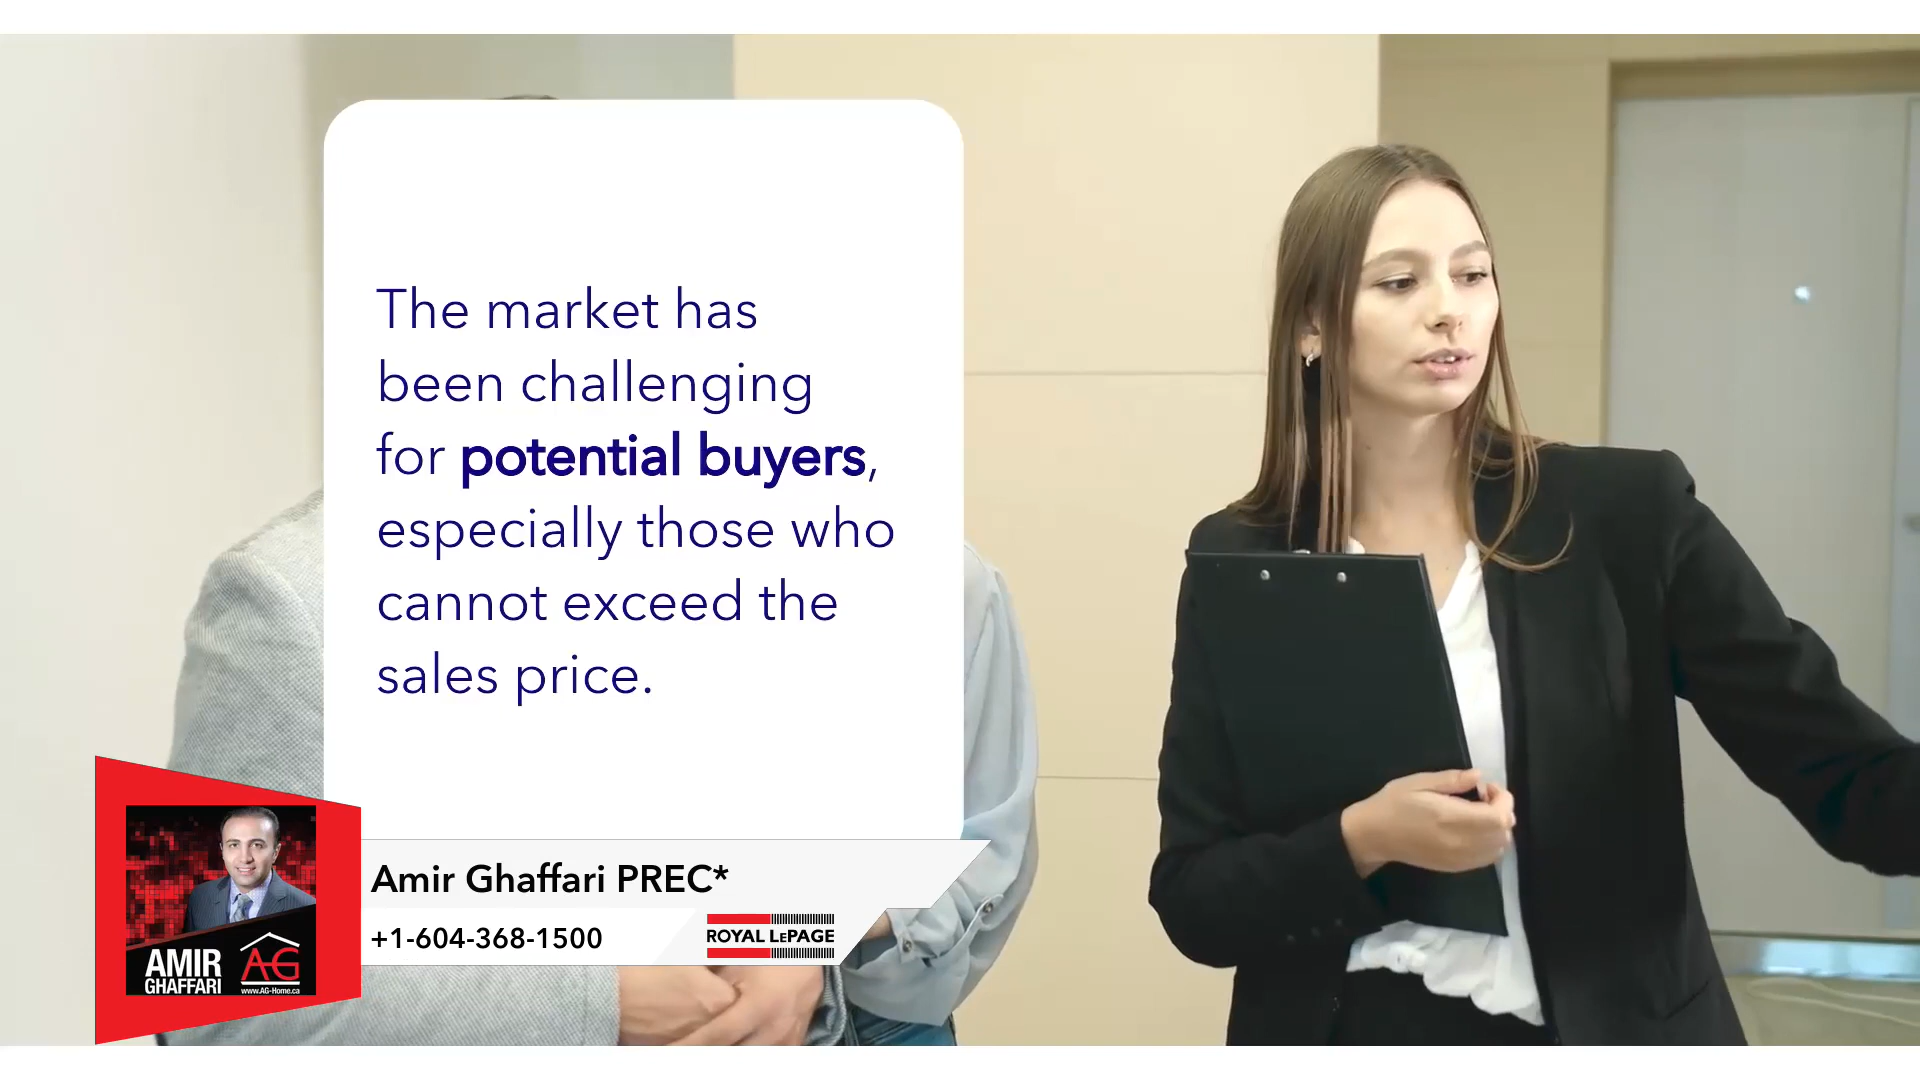 The market has
been challenging
for potential buyers,
especially those who
cannot exceed the
sales price.
Amir Ghaffari PREC*
+1-604-368-1500
ROYAL LEPAGE
AMIR
GHAFFARI
AG
www.AG-Home.ca